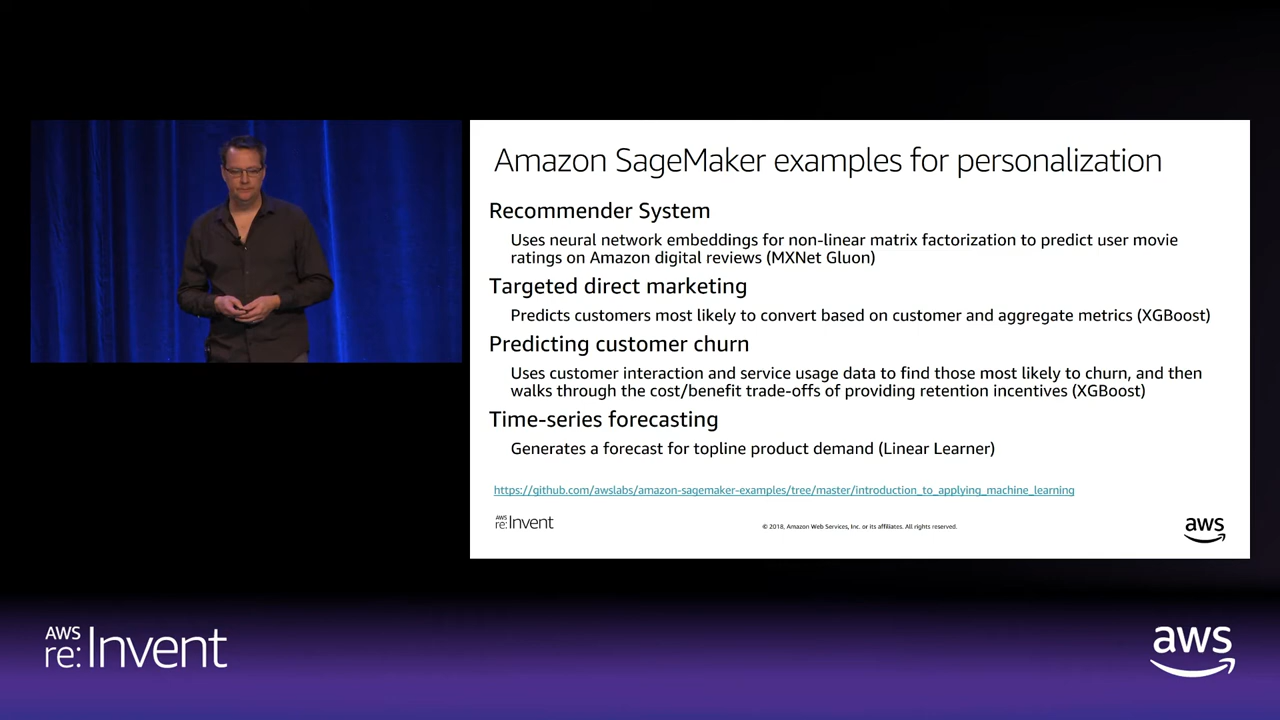 Amazon SageMaker examples for personalization
Recommender System
Uses neural network embeddings for non-linear matrix factorization to predict user movie
ratings on Amazon digital reviews (MXNet Gluon)
Targeted direct marketing
Predicts customers most likely to convert based on customer and aggregate metrics (XGBoost)
Predicting customer churn
Uses customer interaction and service usage data to find those most likely to churn, and then
walks through the cost/benefit trade-offs of providing retention incentives (XGBoost)
Time-series forecasting
Generates a forecast for topline product demand (Linear Learner)
https://github.com/awslabs/amazon-sagemaker-examples/tree/master/introduction_to_applying_machine_learning
AWS
re:Invent
© 2018, Amazon Web Services, Inc. or its affiliates. All rights reserved.
aws
AWS
re:Invent
aws